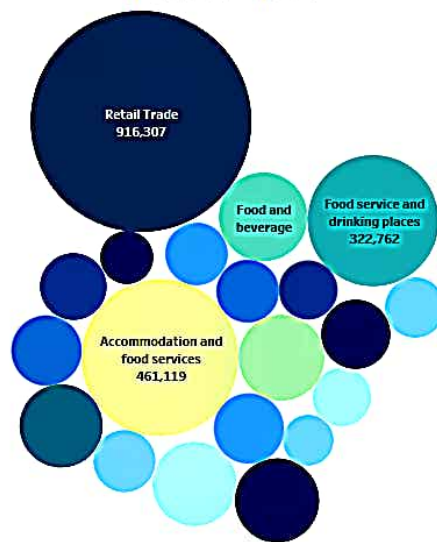 Retail Trade
916,307
Food and
beverage
Food service and
drinking places
322,762
Accommodation and
food services
461,119